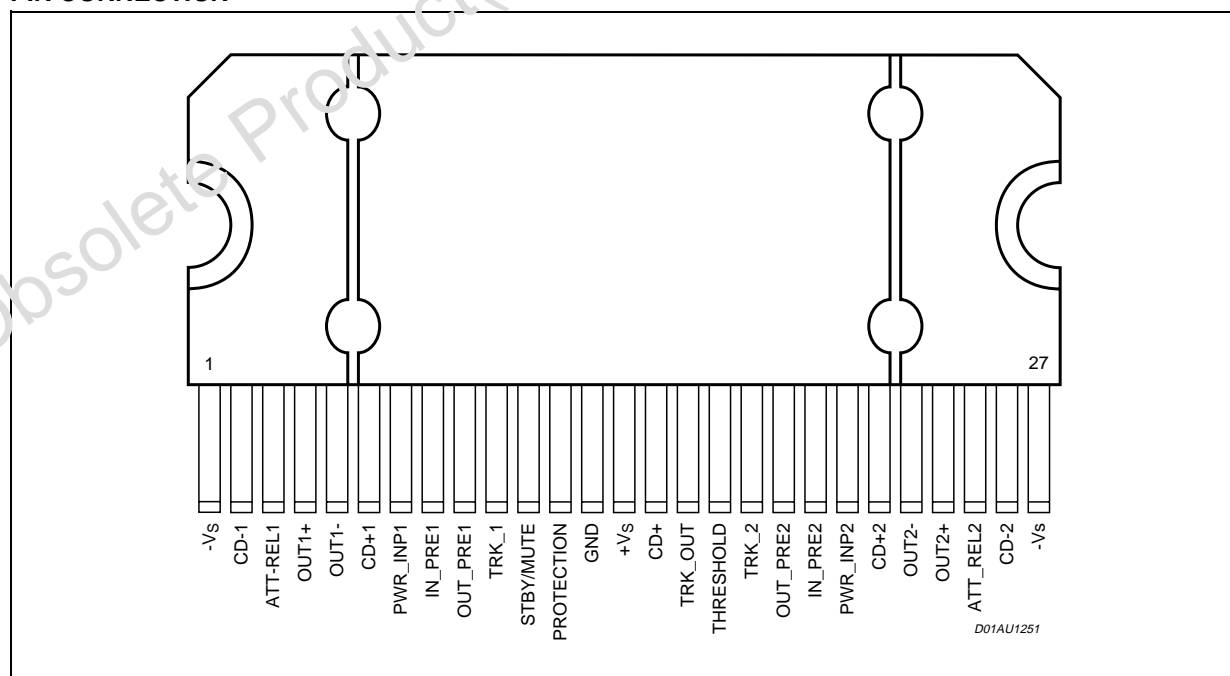 Obsolete Product(
1
27
-VS
CD-1
ATT-REL1
OUT1+
OUT1-
CD+1
PWR_INP1
IN_PRE1
OUT_PRE1
TRK_1
STBY/MUTE
PROTECTION
GND
+VS
CD+
TRK_OUT
THRESHOLD
TRK_2
OUT_PRE2
IN_PRE2
PWR_INP2
CD+2
OUT2-
OUT2+
ATT_REL2
CD-2
-VS
D01AU1251